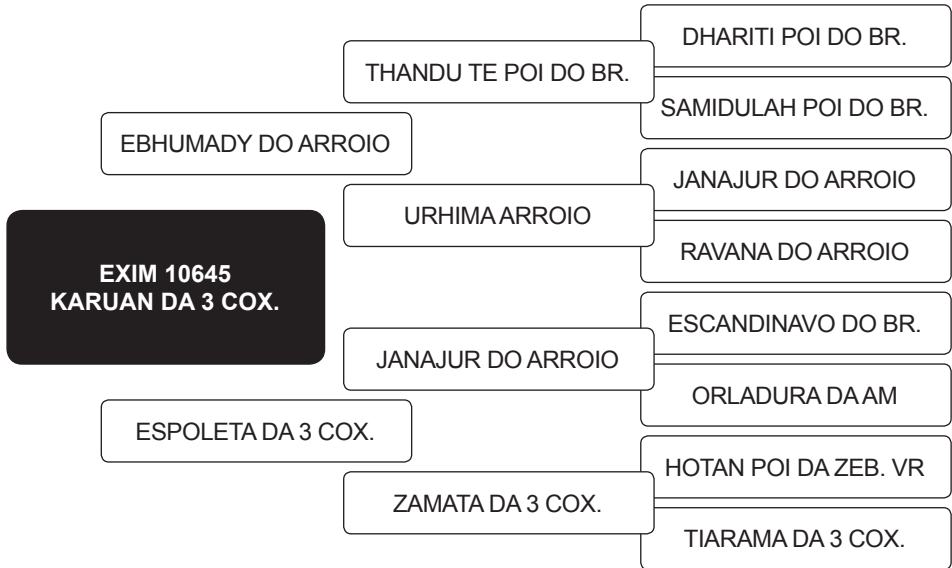 DHARITI POI DO BR.
THANDU TE POI DO BR.
SAMIDULAH POI DO BR.
EBHUMADY DO ARROIO
JANAJUR DO ARROIO
URHIMA ARROIO
RAVANA DO ARROIO
EXIM 10645
KARUAN DA 3 COX.
ESCANDINAVO DO BR.
JANAJUR DO ARROIO
ORLADURA DA AM
ESPOLETA DA 3 COX.
HOTAN POI DA ZEB. VR
ZAMATA DA 3 COX.
TIARAMA DA 3 COX.